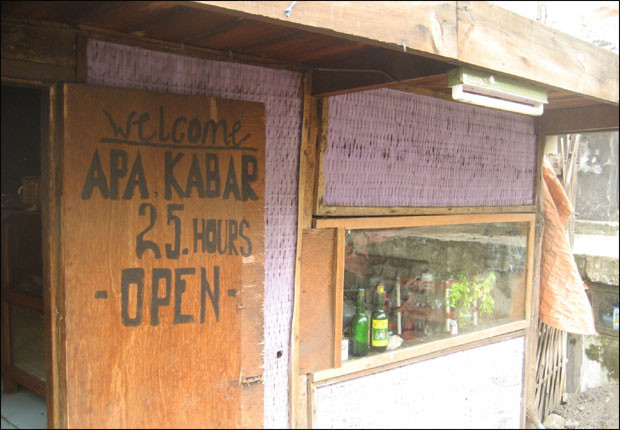 welcome
APA. KABAR
25. HOURS
- OPEN -